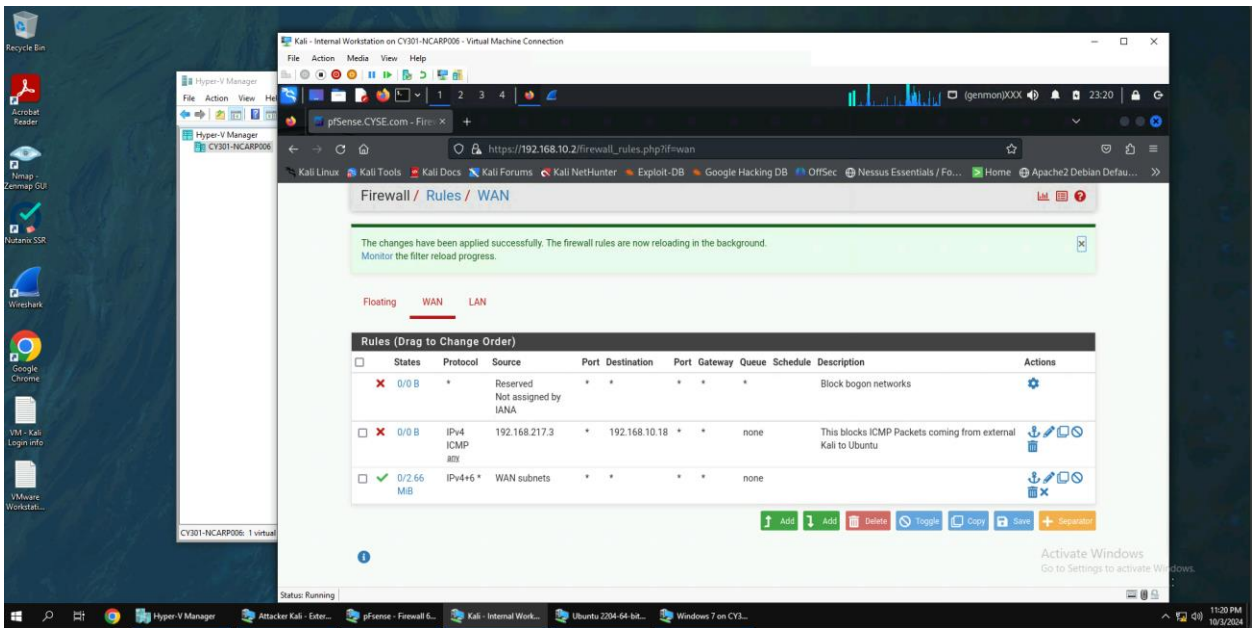 Recycle Bin
Acrobat
Reader
Nmap -
Zenmap GUI
Nutanix SSR
Wireshark
Google
Chrome
VM - Kali
Login info
VMware
Workstati...
Hyper-V Manager
File Action View Hel
Hyper-V Manager
CY301-NCARP006
CY301-NCARP006: 1 virtual
Kali - Internal Workstation on CY301-NCARP006 - Virtual Machine Connection
File Action Media View Help
1 2 3 4
(genmon)XXX 23:20
pfSense.CYSE.com - Fire
https://192.168.10.2/firewall_rules.php?if=wan
Kali Linux Kali Tools Kali Docs Kali Forums Kali NetHunter Exploit-DB Google Hacking DB OffSec Nessus Essentials / Fo... Home Apache2 Debian Defau...
Firewall / Rules / WAN
The changes have been applied successfully. The firewall rules are now reloading in the background.
Monitor the filter reload progress.
Floating WAN LAN
Rules (Drag to Change Order)
States Protocol Source Port Destination Port Gateway Queue Schedule Description Actions
0/0 B * Reserved * * * * * Block bogon networks
Not assigned by
IANA
0/0 B IPv4 192.168.217.3 * 192.168.10.18 * * none This blocks ICMP Packets coming from external
ICMP Kali to Ubuntu
any
0/2.66 IPv4+6 * WAN subnets * * * * none
MiB
Add Add Delete Toggle Copy Save Separator
Activate Windows
Go to Settings to activate Windows.
Status: Running
Hyper-V Manager Attacker Kali - Exter... pfSense - Firewall 6... Kali - Internal Work... Ubuntu 2204-64-bit... Windows 7 on CY3...
11:20 PM
10/3/2024